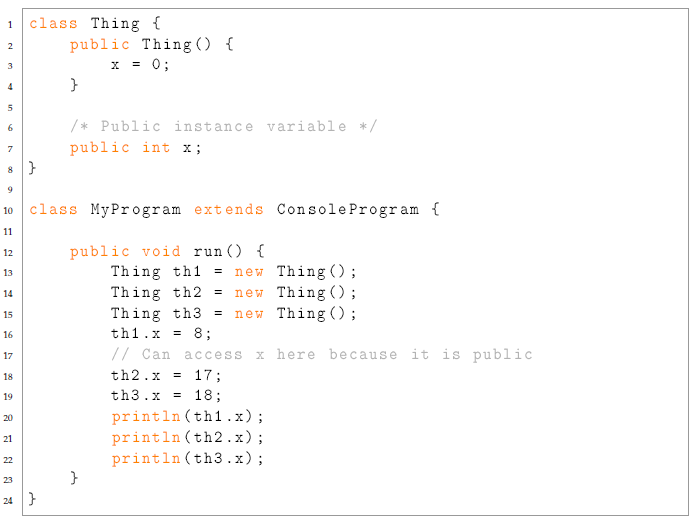 1 class Thing {
2     public Thing() {
3         x = 0;
4     }
5
6     /* Public instance variable */
7     public int x;
8 }
9
10 class MyProgram extends ConsoleProgram {
11
12     public void run() {
13         Thing th1 = new Thing();
14         Thing th2 = new Thing();
15         Thing th3 = new Thing();
16         th1.x = 8;
17         // Can access x here because it is public
18         th2.x = 17;
19         th3.x = 18;
20         println(th1.x);
21         println(th2.x);
22         println(th3.x);
23     }
24 }